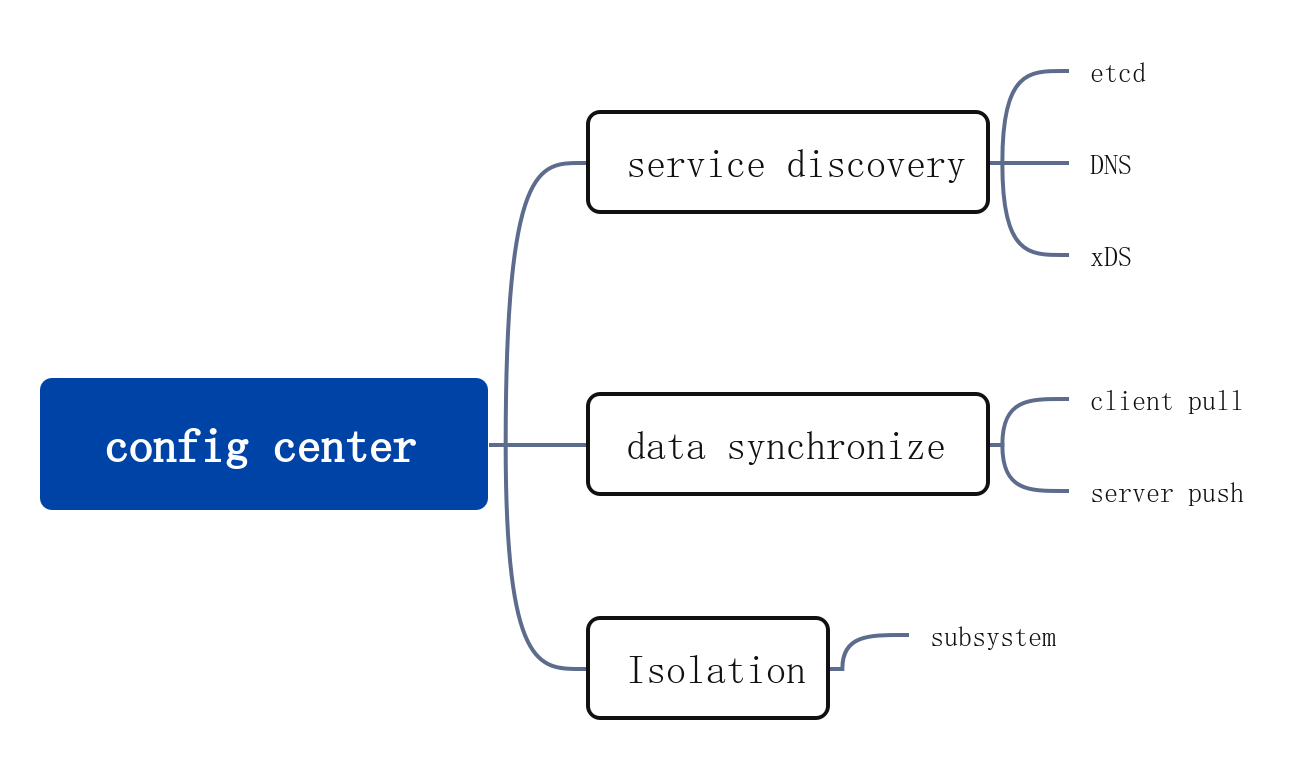 config center
service discovery
etcd
DNS
xDS
data synchronize
client pull
server push
Isolation
subsystem